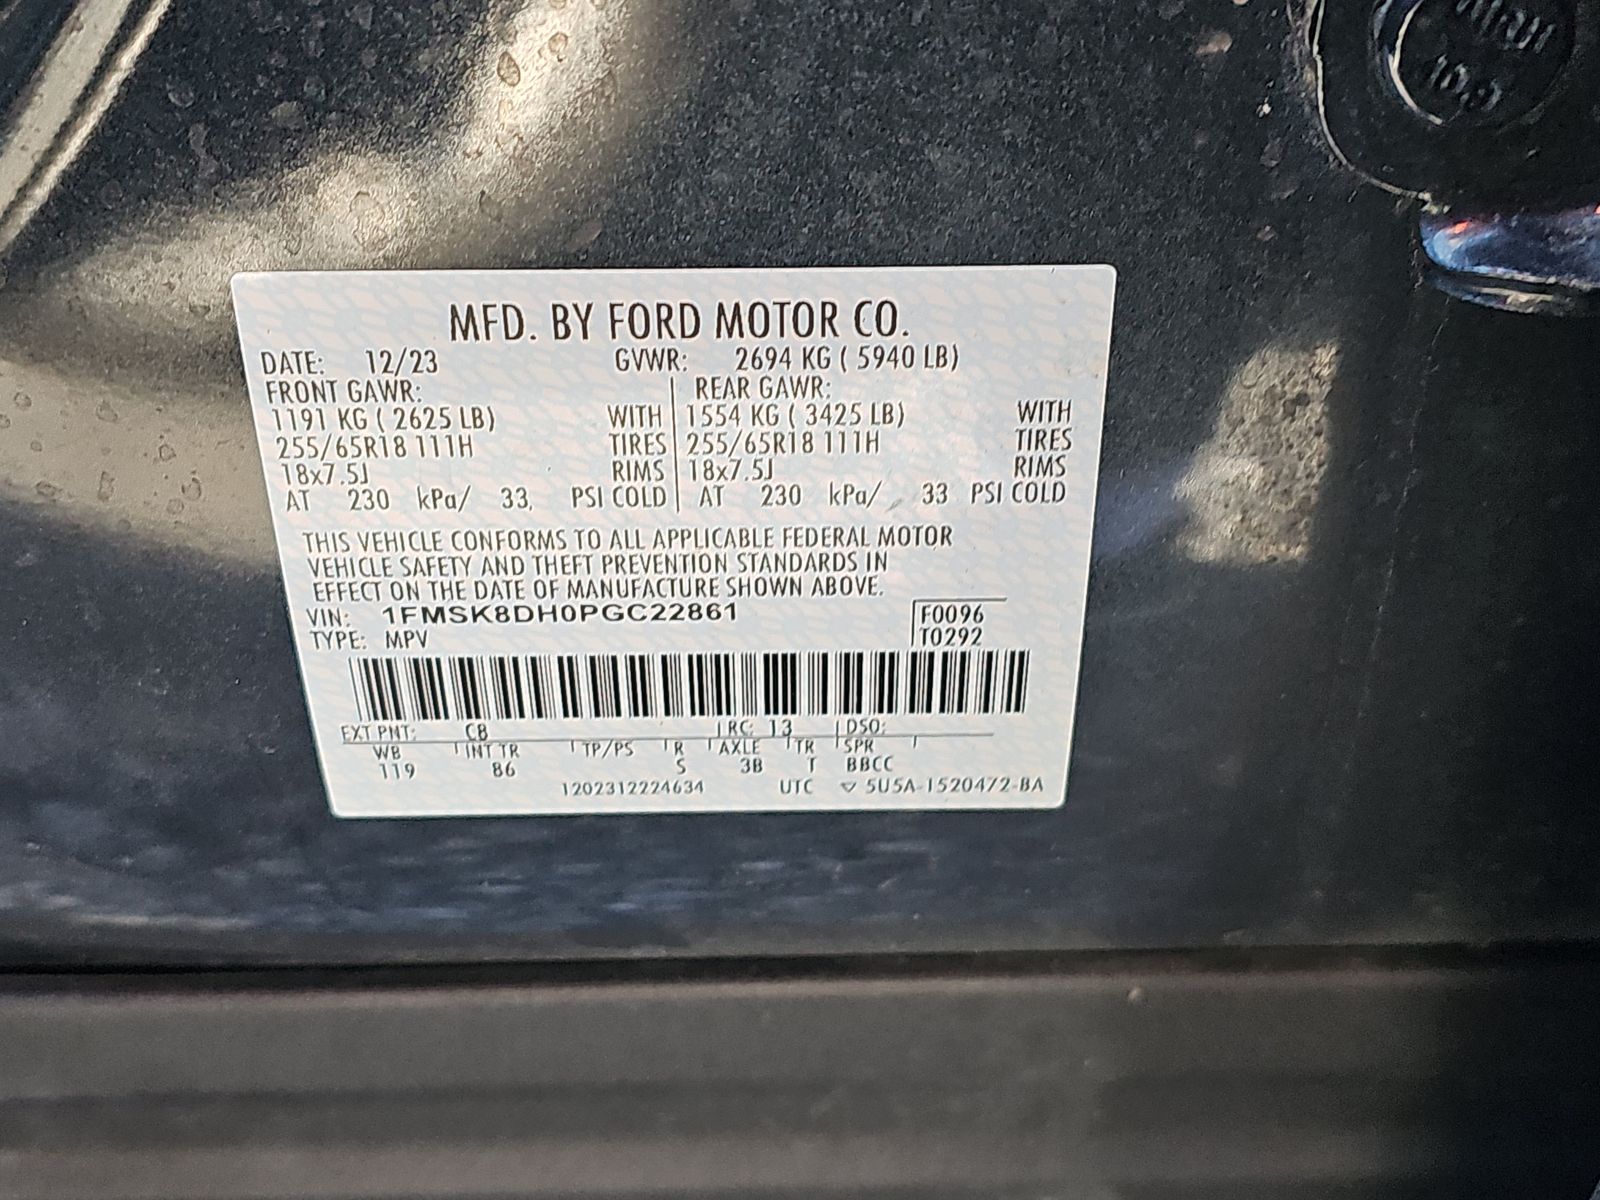 10.9
MFD. BY FORD MOTOR CO.
DATE: 12/23 GVWR: 2694 KG ( 5940 LB)
FRONT GAWR: REAR GAWR:
1191 KG ( 2625 LB) WITH 1554 KG ( 3425 LB) WITH
255/65R18 111H TIRES 255/65R18 111H TIRES
18x7.5J RIMS 18x7.5J RIMS
AT 230 kPa/ 33, PSI COLD AT 230 kPa/ 33 PSI COLD
THIS VEHICLE CONFORMS TO ALL APPLICABLE FEDERAL MOTOR
VEHICLE SAFETY AND THEFT PREVENTION STANDARDS IN
EFFECT ON THE DATE OF MANUFACTURE SHOWN ABOVE.
VIN: 1FMSK8DH0PGC22861 F0096
TYPE: MPV T0292
EXT PNT: C8 RC: 13 DSO:
WB INT TR TP/PS R AXLE TR SPR
119 86 S 3B T BBCC
1202312224634 UTC ▽ 5U5A-1520472-BA